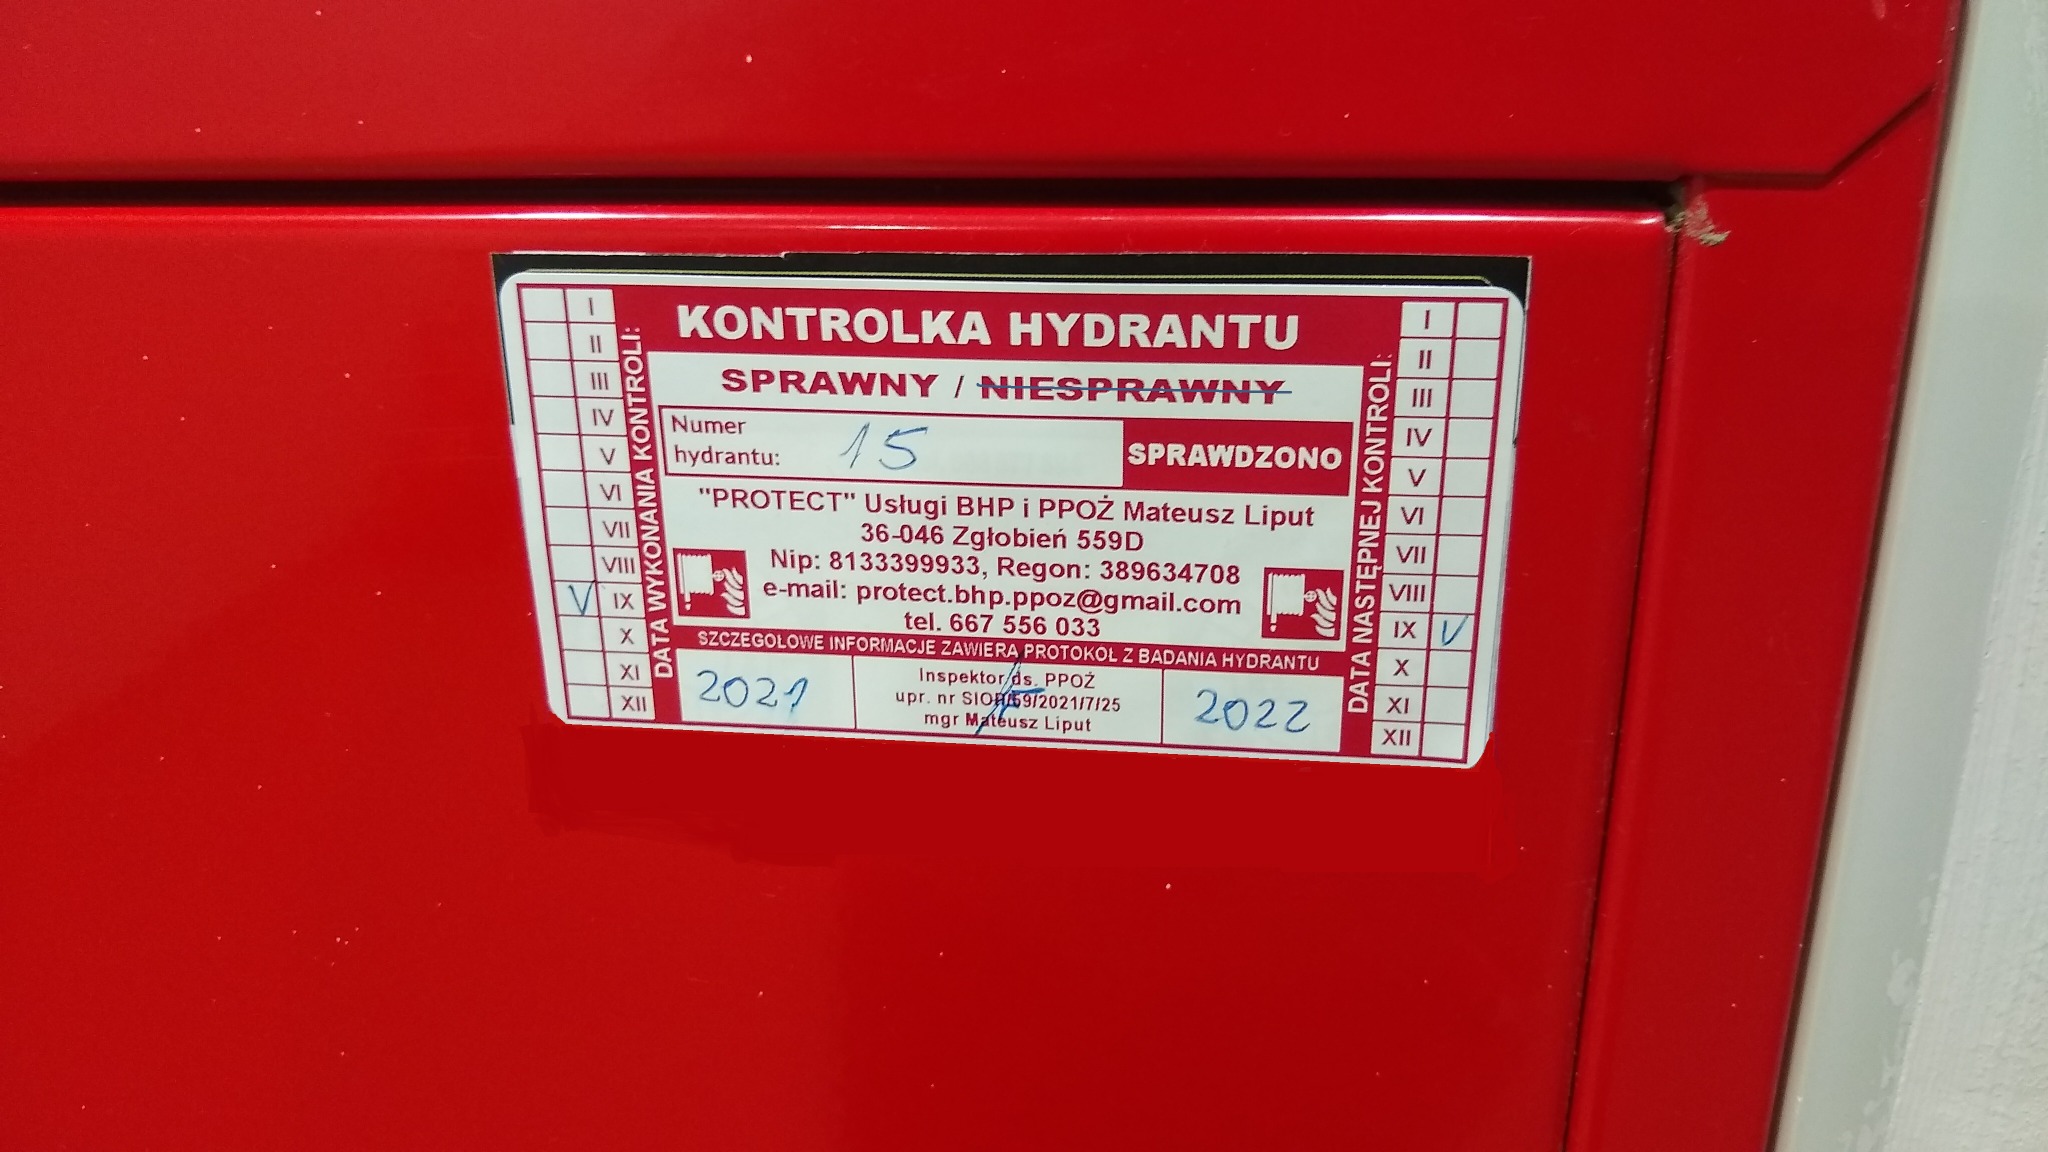 KONTROLKA HYDRANTU
SPRAWNY / NIESPRAWNY
Numer
hydrantu: 15
SPRAWDZONO
"PROTECT" Usługi BHP i PPOŻ Mateusz Liput
36-046 Zgłobień 559D
Nip: 8133399933, Regon: 389634708
e-mail: protect.bhp.ppoz@gmail.com
tel. 667 556 033
SZCZEGÓŁOWE INFORMACJE ZAWIERA PROTOKÓŁ Z BADANIA HYDRANTU
2021
Inspektor ds. PPOŻ
upr. nr 
mgr Mateusz Liput
2022
DATA WYKONANIA KONTROLI:
I
II
III
IV
V
VI
VII
VIII
V IX
X
XI
XII
DATA NASTĘPNEJ KONTROLI:
I
II
III
IV
V
VI
VII
VIII
IX V
X
XI
XII